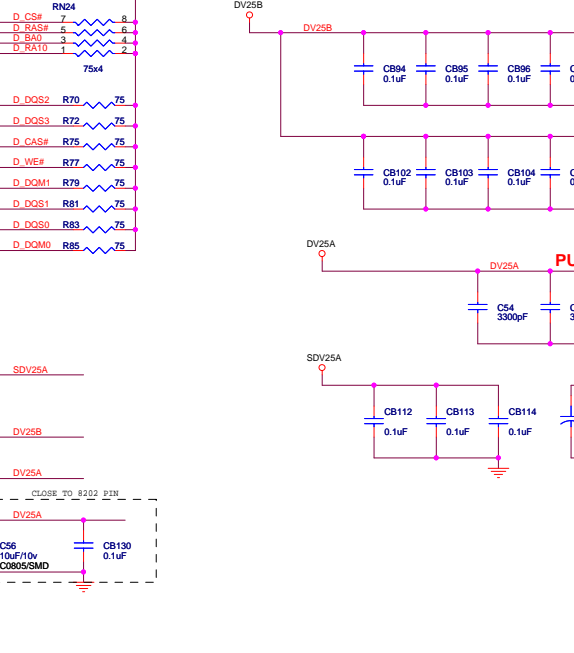 RN24
D_CS# 7 8
D_RAS# 5 6
D_BA0 3 4
D_RA10 1 2
75x4
D_DQS2 R70 75
D_DQS3 R72 75
D_CAS# R75 75
D_WE# R77 75
D_DQM1 R79 75
D_DQS1 R81 75
D_DQS0 R83 75
D_DQM0 R85 75
SDV25A
DV25B
DV25A
CLOSE TO 8202 PIN
DV25A
C56
10uF/10v
C0805/SMD
CB130
0.1uF
DV25B
DV25B
CB94 CB95 CB96 C
0.1uF 0.1uF 0.1uF 0
CB102 CB103 CB104 C
0.1uF 0.1uF 0.1uF 0
DV25A
DV25A
PU
C54 C
3300pF 3
SDV25A
CB112 CB113 CB114
0.1uF 0.1uF 0.1uF